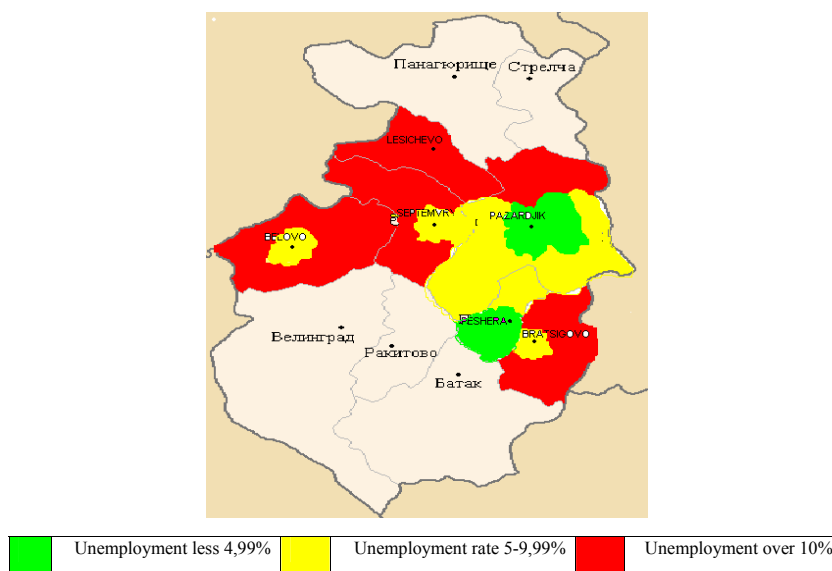 Панагюрище
Стрелча
LESICHEVO
SEPTEMVRY
PAZARDJIK
BELOVO
PESHERA
BRATSIGOVO
Велинград
Ракитово
Батак
Unemployment less 4,99% Unemployment rate 5-9,99% Unemployment over 10%